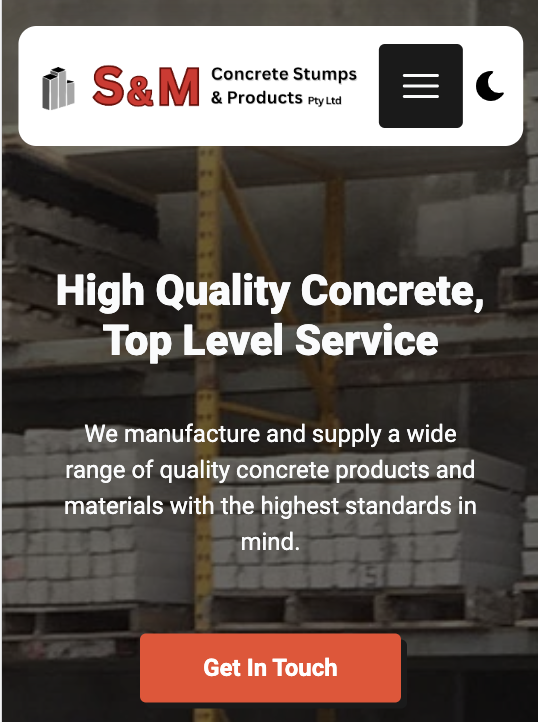 S&M Concrete Stumps
& Products Pty Ltd
High Quality Concrete,
Top Level Service
We manufacture and supply a wide
range of quality concrete products and
materials with the highest standards in
mind.
Get In Touch